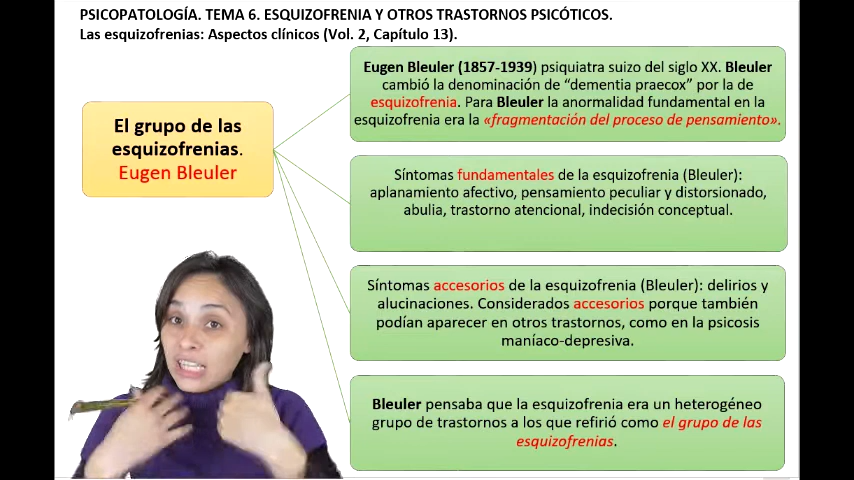 PSICOPATOLOGÍA. TEMA 6. ESQUIZOFRENIA Y OTROS TRASTORNOS PSICÓTICOS.
Las esquizofrenias: Aspectos clínicos (Vol. 2, Capítulo 13).
El grupo de las
esquizofrenias.
Eugen Bleuler
Eugen Bleuler (1857-1939) psiquiatra suizo del siglo XX. Bleuler
cambió la denominación de “dementia praecox” por la de
esquizofrenia. Para Bleuler la anormalidad fundamental en la
esquizofrenia era la «fragmentación del proceso de pensamiento».
Síntomas fundamentales de la esquizofrenia (Bleuler):
aplanamiento afectivo, pensamiento peculiar y distorsionado,
abulia, trastorno atencional, indecisión conceptual.
Síntomas accesorios de la esquizofrenia (Bleuler): delirios y
alucinaciones. Considerados accesorios porque también
podían aparecer en otros trastornos, como en la psicosis
maníaco-depresiva.
Bleuler pensaba que la esquizofrenia era un heterogéneo
grupo de trastornos a los que refirió como el grupo de las
esquizofrenias.